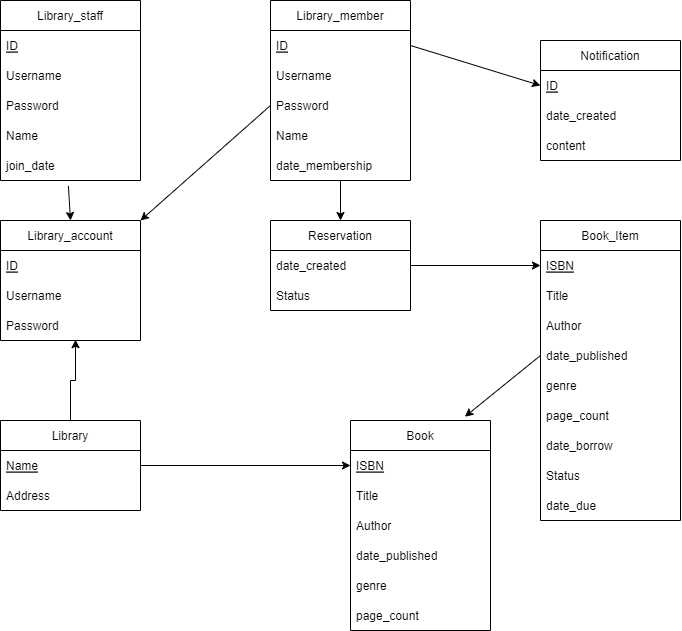 Library_staff
ID
Username
Password
Name
join_date
Library_member
ID
Username
Password
Name
date_membership
Notification
ID
date_created
content
Library_account
ID
Username
Password
Reservation
date_created
Status
Book_Item
ISBN
Title
Author
date_published
genre
page_count
date_borrow
Status
date_due
Library
Name
Address
Book
ISBN
Title
Author
date_published
genre
page_count